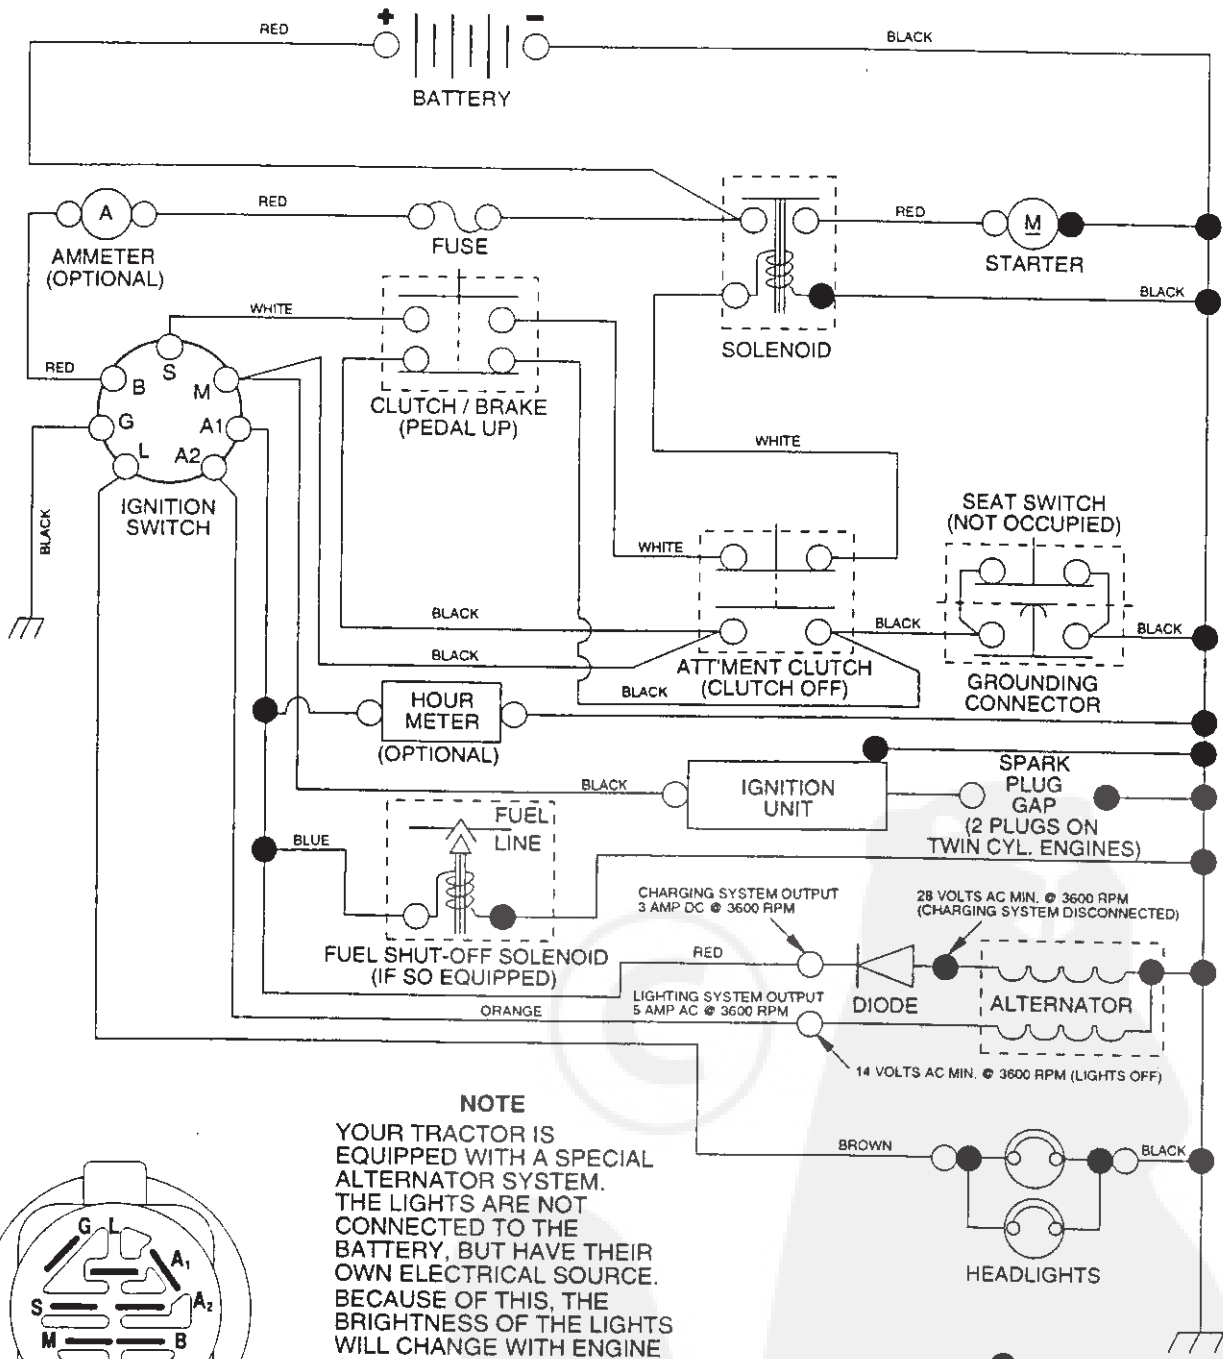 +
−
RED
BLACK
BATTERY
A
RED
FUSE
RED
M
AMMETER
(OPTIONAL)
STARTER
BLACK
WHITE
SOLENOID
RED
B
S
M
G
A1
L
A2
CLUTCH / BRAKE
(PEDAL UP)
WHITE
IGNITION
SWITCH
BLACK
SEAT SWITCH
(NOT OCCUPIED)
WHITE
BLACK
BLACK
BLACK
BLACK
ATT'MENT CLUTCH
(CLUTCH OFF)
BLACK
GROUNDING
CONNECTOR
HOUR
METER
(OPTIONAL)
BLACK
IGNITION
UNIT
SPARK
PLUG
GAP
(2 PLUGS ON
TWIN CYL. ENGINES)
FUEL
LINE
BLUE
CHARGING SYSTEM OUTPUT
3 AMP DC @ 3600 RPM
28 VOLTS AC MIN. @ 3600 RPM
(CHARGING SYSTEM DISCONNECTED)
FUEL SHUT-OFF SOLENOID
(IF SO EQUIPPED)
RED
DIODE
ALTERNATOR
LIGHTING SYSTEM OUTPUT
5 AMP AC @ 3600 RPM
ORANGE
14 VOLTS AC MIN. @ 3600 RPM (LIGHTS OFF)
NOTE
YOUR TRACTOR IS
EQUIPPED WITH A SPECIAL
ALTERNATOR SYSTEM.
THE LIGHTS ARE NOT
CONNECTED TO THE
BATTERY, BUT HAVE THEIR
OWN ELECTRICAL SOURCE.
BECAUSE OF THIS, THE
BRIGHTNESS OF THE LIGHTS
WILL CHANGE WITH ENGINE
BROWN
BLACK
HEADLIGHTS
G
L
A₁
S
A₂
M
B
©